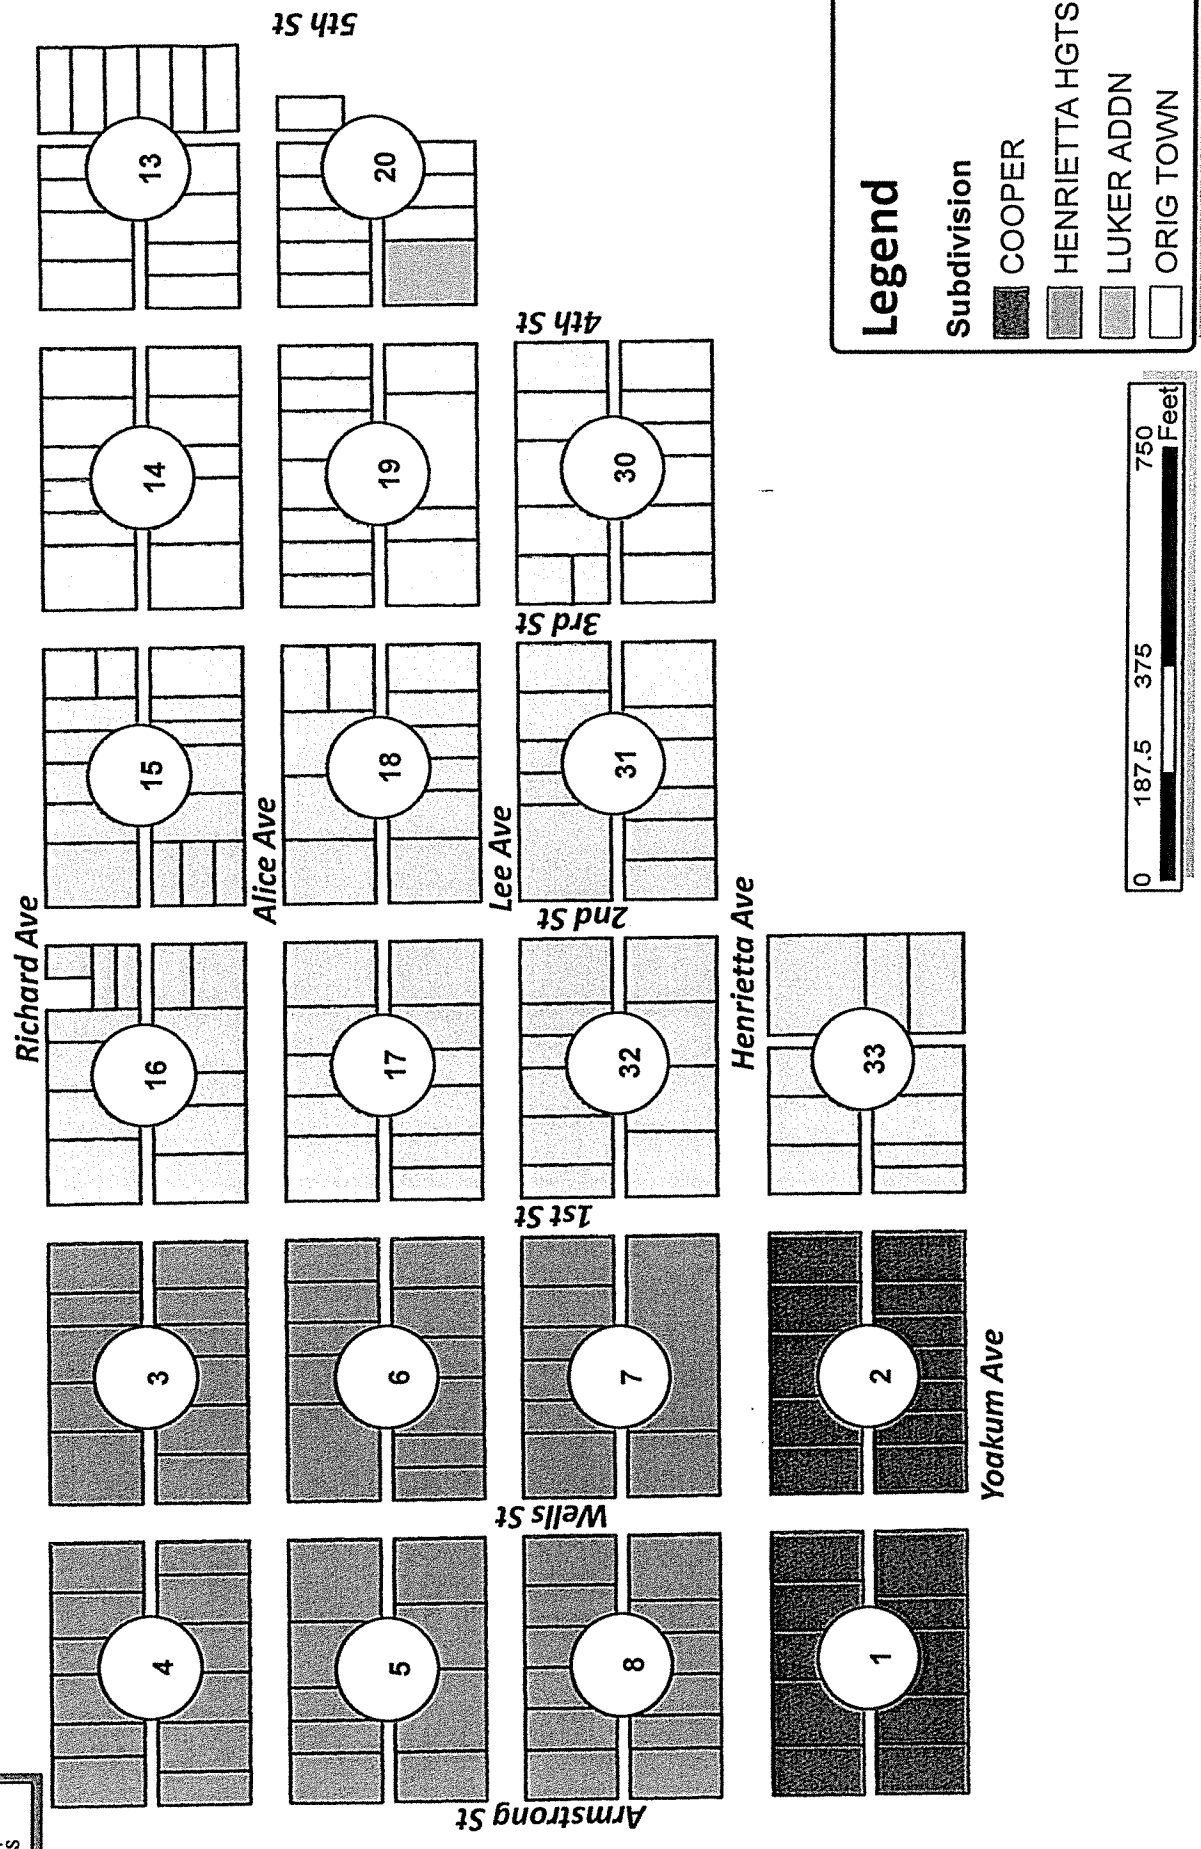 5th St
13
20
4th St
14
19
30
3rd St
15
18
31
Richard Ave
Alice Ave
Lee Ave
2nd St
Henrietta Ave
16
17
32
33
1st St
3
6
7
2
Wells St
Yoakum Ave
4
5
8
1
Armstrong St
Legend
Subdivision
COOPER
HENRIETTA HGTS
LUKER ADDN
ORIG TOWN
0 187.5 375 750
Feet